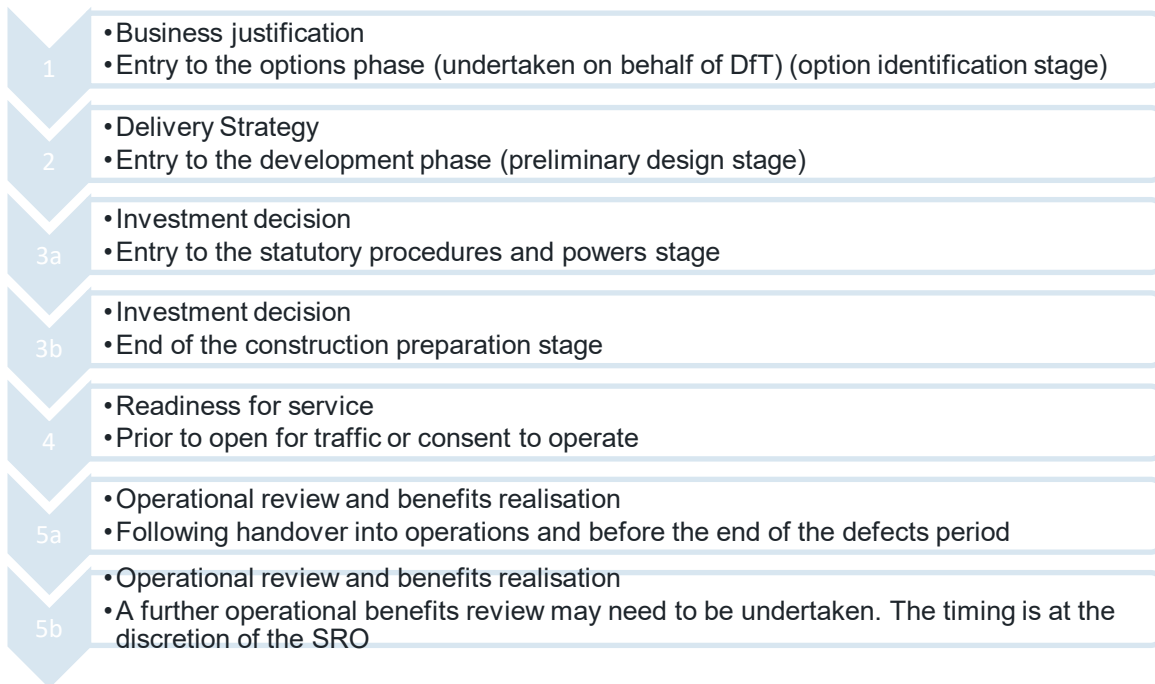 1
•Business justification
•Entry to the options phase (undertaken on behalf of DfT) (option identification stage)
2
•Delivery Strategy
•Entry to the development phase (preliminary design stage)
3a
•Investment decision
•Entry to the statutory procedures and powers stage
3b
•Investment decision
•End of the construction preparation stage
4
•Readiness for service
•Prior to open for traffic or consent to operate
5a
•Operational review and benefits realisation
•Following handover into operations and before the end of the defects period
5b
•Operational review and benefits realisation
•A further operational benefits review may need to be undertaken. The timing is at the
discretion of the SRO